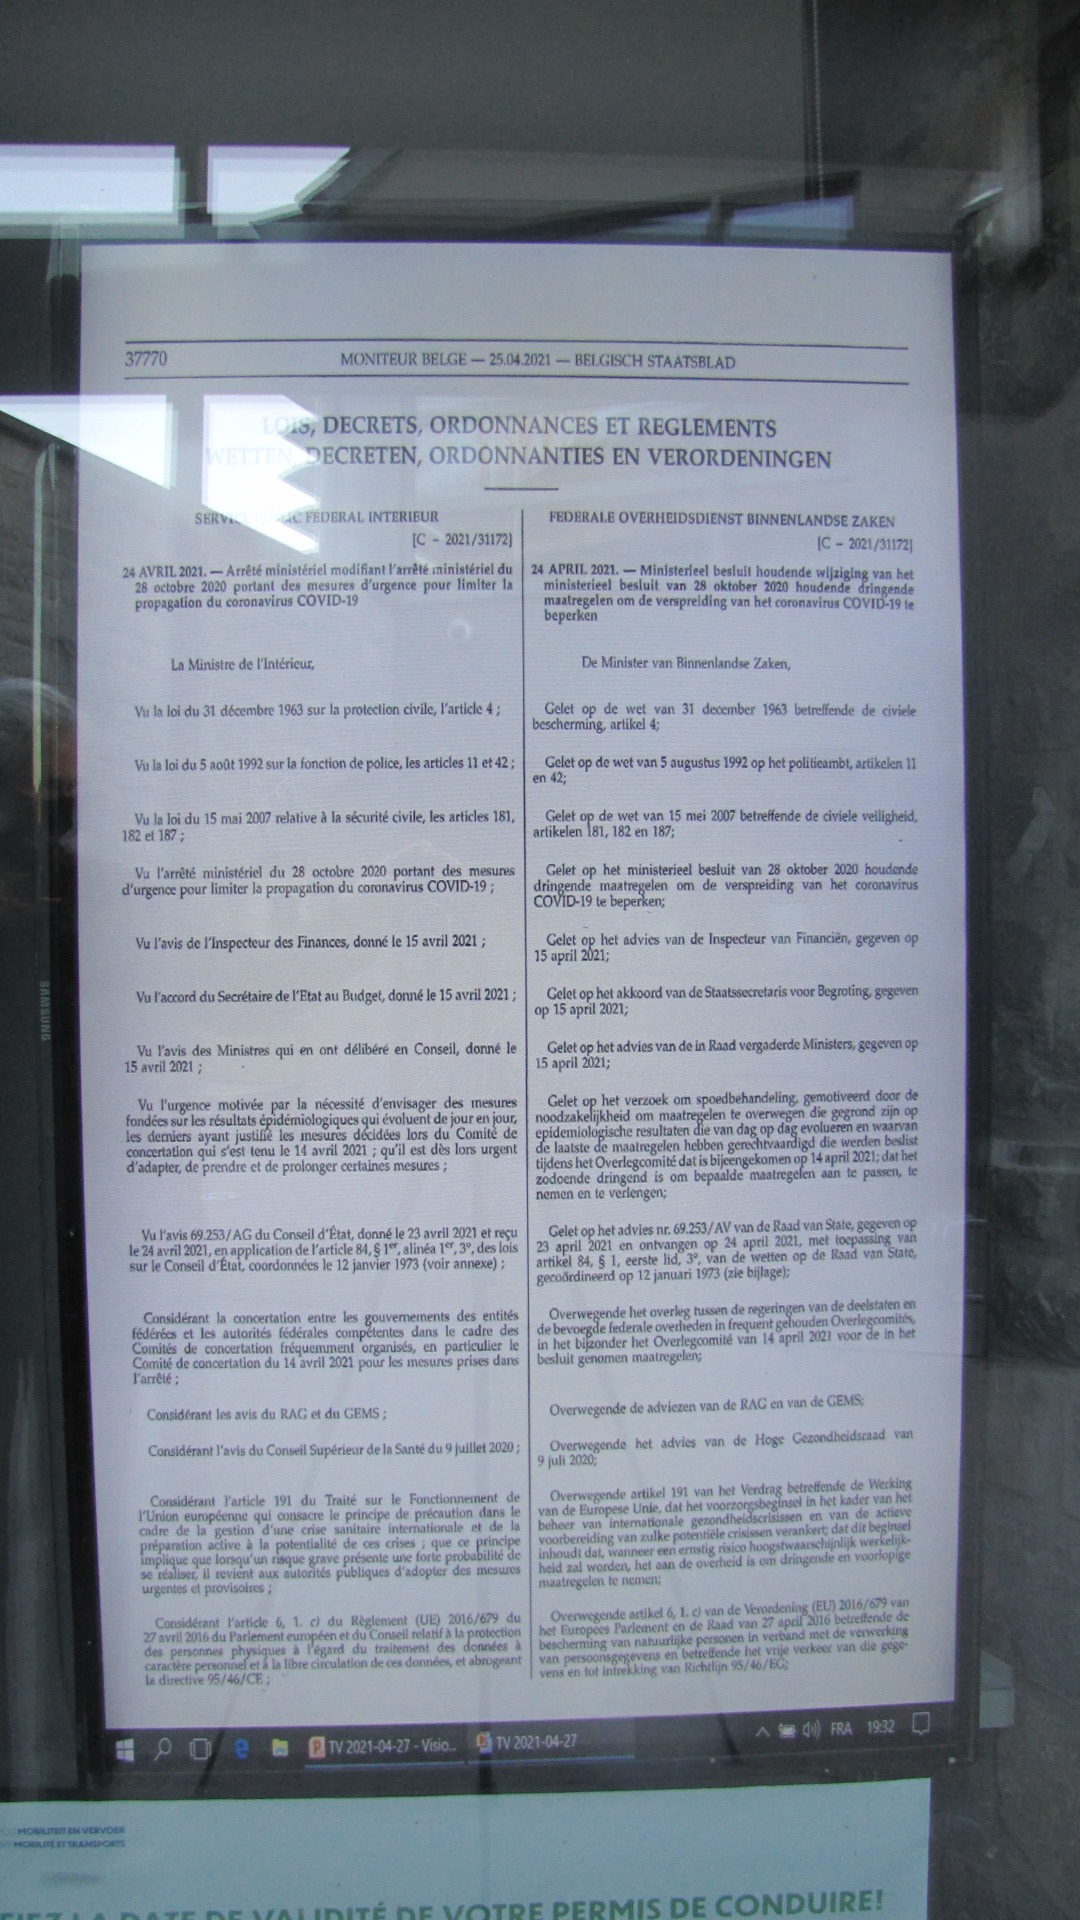 37770
MONITEUR BELGE — 25.04.2021 — BELGISCH STAATSBLAD
LOIS, DECRETS, ORDONNANCES ET REGLEMENTS
WETTEN, DECRETEN, ORDONNANTIES EN VERORDENINGEN
SERVICE PUBLIC FEDERAL INTERIEUR
[C – 2021/31172]
24 AVRIL 2021. — Arrêté ministériel modifiant l'arrêté ministériel du
28 octobre 2020 portant des mesures d'urgence pour limiter la
propagation du coronavirus COVID-19
La Ministre de l'Intérieur,
Vu la loi du 31 décembre 1963 sur la protection civile, l'article 4 ;
Vu la loi du 5 août 1992 sur la fonction de police, les articles 11 et 42 ;
Vu la loi du 15 mai 2007 relative à la sécurité civile, les articles 181,
182 et 187 ;
Vu l'arrêté ministériel du 28 octobre 2020 portant des mesures
d'urgence pour limiter la propagation du coronavirus COVID-19 ;
Vu l'avis de l'Inspecteur des Finances, donné le 15 avril 2021 ;
Vu l'accord du Secrétaire de l'Etat au Budget, donné le 15 avril 2021 ;
Vu l'avis des Ministres qui en ont délibéré en Conseil, donné le
15 avril 2021 ;
Vu l'urgence motivée par la nécessité d'envisager des mesures
fondées sur les résultats épidémiologiques qui évoluent de jour en jour,
les derniers ayant justifié les mesures décidées lors du Comité de
concertation qui s'est tenu le 14 avril 2021 ; qu'il est dès lors urgent
d'adapter, de prendre et de prolonger certaines mesures ;
Vu l'avis 69.253/AG du Conseil d'État, donné le 23 avril 2021 et reçu
le 24 avril 2021, en application de l'article 84, § 1er, alinéa 1er, 3°, des lois
sur le Conseil d'État, coordonnées le 12 janvier 1973 (voir annexe) ;
Considérant la concertation entre les gouvernements des entités
fédérées et les autorités fédérales compétentes dans le cadre des
Comités de concertation fréquemment organisés, en particulier le
Comité de concertation du 14 avril 2021 pour les mesures prises dans
l'arrêté ;
Considérant les avis du RAG et du GEMS ;
Considérant l'avis du Conseil Supérieur de la Santé du 9 juillet 2020 ;
Considérant l'article 191 du Traité sur le Fonctionnement de
l'Union européenne qui consacre le principe de précaution dans le
cadre de la gestion d'une crise sanitaire internationale et de la
préparation active à la potentialité de ces crises ; que ce principe
implique que lorsqu'un risque grave présente une forte probabilité de
se réaliser, il revient aux autorités publiques d'adopter des mesures
urgentes et provisoires ;
Considérant l'article 6, 1. c) du Règlement (UE) 2016/679 du
27 avril 2016 du Parlement européen et du Conseil relatif à la protection
des personnes physiques à l'égard du traitement des données à
caractère personnel et à la libre circulation de ces données, et abrogeant
la directive 95/46/CE ;
FEDERALE OVERHEIDSDIENST BINNENLANDSE ZAKEN
[C – 2021/31172]
24 APRIL 2021. — Ministerieel besluit houdende wijziging van het
ministerieel besluit van 28 oktober 2020 houdende dringende
maatregelen om de verspreiding van het coronavirus COVID-19 te
beperken
De Minister van Binnenlandse Zaken,
Gelet op de wet van 31 december 1963 betreffende de civiele
bescherming, artikel 4;
Gelet op de wet van 5 augustus 1992 op het politieambt, artikelen 11
en 42;
Gelet op de wet van 15 mei 2007 betreffende de civiele veiligheid,
artikelen 181, 182 en 187;
Gelet op het ministerieel besluit van 28 oktober 2020 houdende
dringende maatregelen om de verspreiding van het coronavirus
COVID-19 te beperken;
Gelet op het advies van de Inspecteur van Financiën, gegeven op
15 april 2021;
Gelet op het akkoord van de Staatssecretaris voor Begroting, gegeven
op 15 april 2021;
Gelet op het advies van de in Raad vergaderde Ministers, gegeven op
15 april 2021;
Gelet op het verzoek om spoedbehandeling, gemotiveerd door de
noodzakelijkheid om maatregelen te overwegen die gegrond zijn op
epidemiologische resultaten die van dag op dag evolueren en waarvan
de laatste de maatregelen hebben gerechtvaardigd die werden beslist
tijdens het Overlegcomité dat is bijeengekomen op 14 april 2021; dat het
zodoende dringend is om bepaalde maatregelen aan te passen, te
nemen en te verlengen;
Gelet op het advies nr. 69.253/AV van de Raad van State, gegeven op
23 april 2021 en ontvangen op 24 april 2021, met toepassing van
artikel 84, § 1, eerste lid, 3°, van de wetten op de Raad van State,
gecoördineerd op 12 januari 1973 (zie bijlage);
Overwegende het overleg tussen de regeringen van de deelstaten en
de bevoegde federale overheden in frequent gehouden Overlegcomités,
in het bijzonder het Overlegcomité van 14 april 2021 voor de in het
besluit genomen maatregelen;
Overwegende de adviezen van de RAG en van de GEMS;
Overwegende het advies van de Hoge Gezondheidsraad van
9 juli 2020;
Overwegende artikel 191 van het Verdrag betreffende de Werking
van de Europese Unie, dat het voorzorgsbeginsel in het kader van het
beheer van internationale gezondheidscrisissen en van de actieve
voorbereiding van zulke potentiële crisissen verankert; dat dit beginsel
inhoudt dat, wanneer een ernstig risico hoogstwaarschijnlijk werkelijk-
heid zal worden, het aan de overheid is om dringende en voorlopige
maatregelen te nemen;
Overwegende artikel 6, 1. c) van de Verordening (EU) 2016/679 van
het Europees Parlement en de Raad van 27 april 2016 betreffende de
bescherming van natuurlijke personen in verband met de verwerking
van persoonsgegevens en betreffende het vrije verkeer van die gege-
vens en tot intrekking van Richtlijn 95/46/EG;
SAMSUNG
TV 2021-04-27 - Visio...
TV 2021-04-27
FRA 19:32
MOBILITEIT EN VERVOER
MOBILITÉ ET TRANSPORTS
LA DATE DE VALIDITÉ DE VOTRE PERMIS DE CONDUIRE!